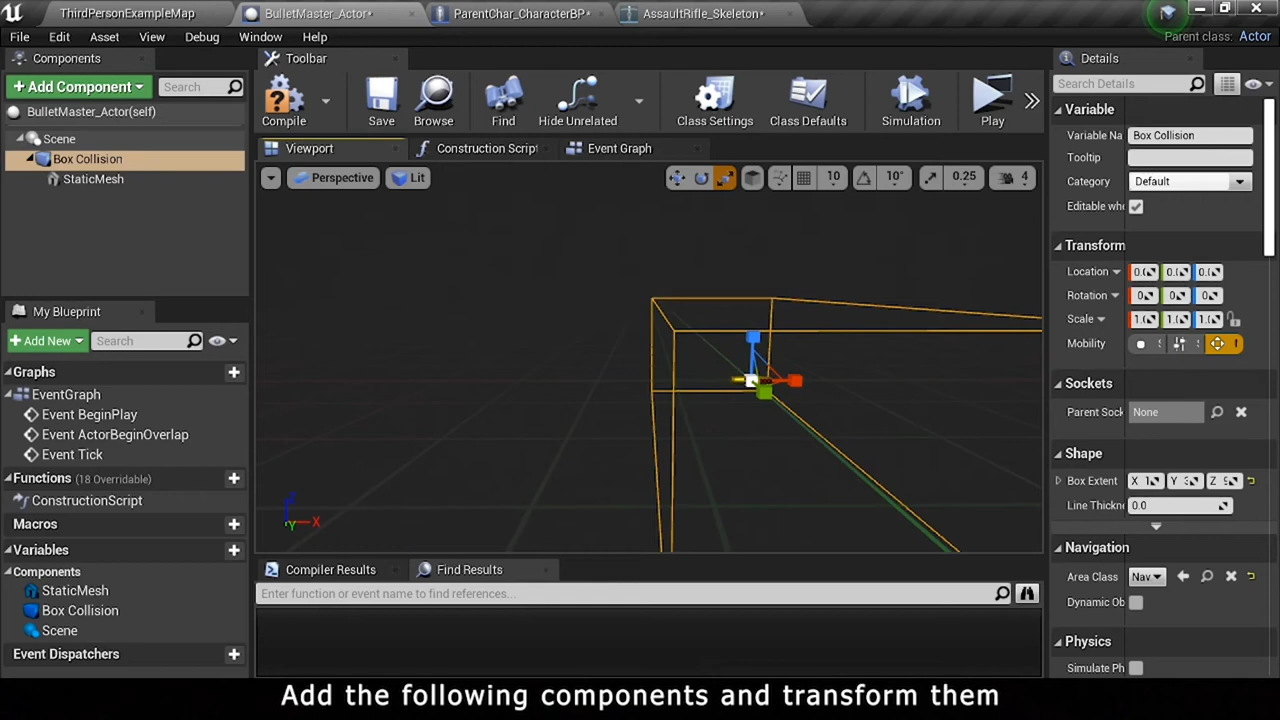 ThirdPersonExampleMap
BulletMaster_Actor*
ParentChar_CharacterBP*
AssaultRifle_Skeleton*
File Edit Asset View Debug Window Help
Parent class: Actor
Components
Toolbar
Details
+ Add Component
Search
Search Details
BulletMaster_Actor(self)
Compile
Save
Browse
Find
Hide Unrelated
Class Settings
Class Defaults
Simulation
Play
Scene
Box Collision
StaticMesh
Viewport
Construction Script
Event Graph
Perspective
Lit
10
10°
0.25
4
Variable
Variable Na
Box Collision
Tooltip
Category
Default
Editable whe
Transform
Location
Rotation
0 0 0
Scale
Mobility
Sockets
Parent Sock
None
Shape
Box Extent
X
Y
Z
Line Thickne
0.0
Navigation
Area Class
Nav
Dynamic Ob
Physics
Simulate Ph
Z
X
Y
My Blueprint
+ Add New
Search
Graphs
EventGraph
Event BeginPlay
Event ActorBeginOverlap
Event Tick
Functions (18 Overridable)
ConstructionScript
Macros
Variables
Components
StaticMesh
Box Collision
Scene
Event Dispatchers
Compiler Results
Find Results
Enter function or event name to find references...
Add the following components and transform them